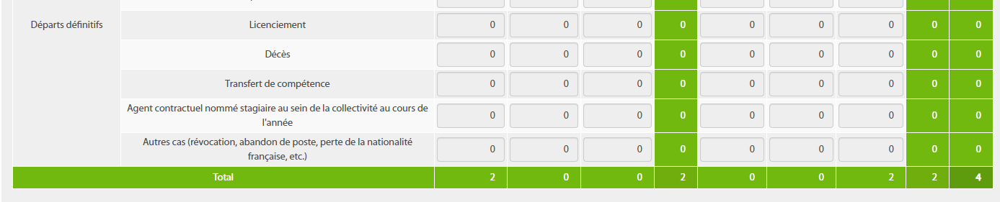 Départs définitifs
Licenciement 0 0 0 0 0 0 0 0 0
Décès 0 0 0 0 0 0 0 0 0
Transfert de compétence 0 0 0 0 0 0 0 0 0
Agent contractuel nommé stagiaire au sein de la collectivité au cours de
l'année
0 0 0 0 0 0 0 0 0
Autres cas (révocation, abandon de poste, perte de la nationalité
française, etc.)
0 0 0 0 0 0 0 0 0
Total 2 0 0 2 0 0 2 2 4